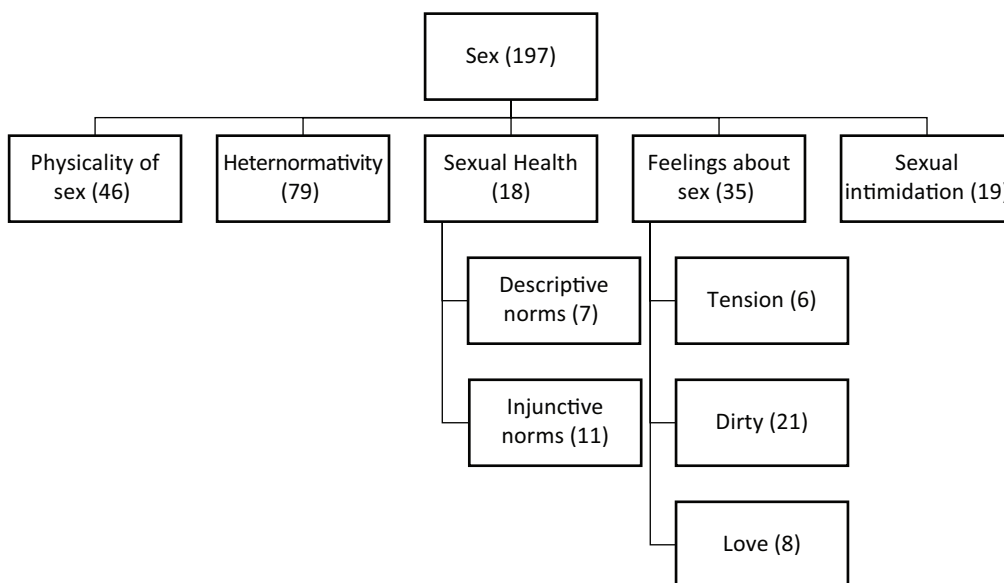 Sex (197)
Physicality of
sex (46)
Heternormativity
(79)
Sexual Health
(18)
Feelings about
sex (35)
Sexual
intimidation (19)
Descriptive
norms (7)
Tension (6)
Injunctive
norms (11)
Dirty (21)
Love (8)